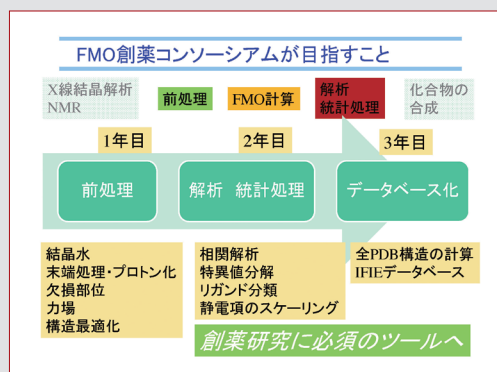 FMO創薬コンソーシアムが目指すこと
X線結晶解析
NMR
前処理
FMO計算
解析
統計処理
化合物の
合成
1年目
2年目
3年目
前処理
解析 統計処理
データベース化
結晶水
末端処理・プロトン化
欠損部位
力場
構造最適化
相関解析
特異値分解
リガンド分類
静電項のスケーリング
全PDB構造の計算
IFIEデータベース
創薬研究に必須のツールへ